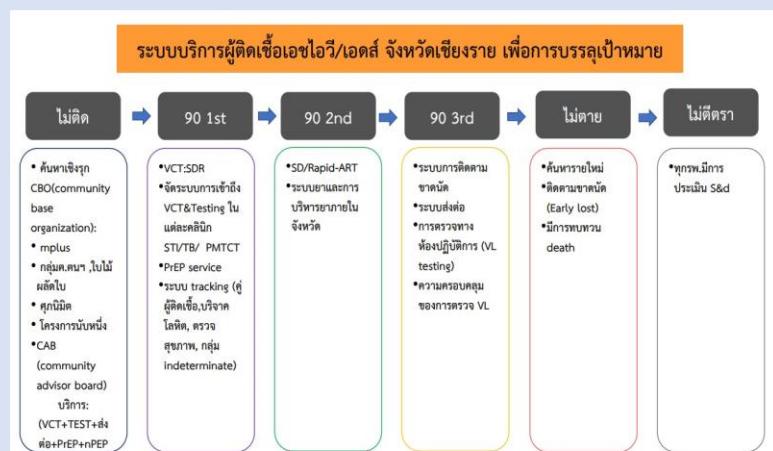 ระบบบริการผู้ติดเชื้อเอชไอวี/เอดส์ จังหวัดเชียงราย เพื่อการบรรลุเป้าหมาย
ไม่ติด
90 1st
90 2nd
90 3rd
ไม่ตาย
ไม่ตีตรา
• ค้นหาเชิงรุก
CBO(community
base
organization):
• mplus
• กลุ่มค.ฅนฯ ,ใบไม้
ผลัดใบ
• ศุภนิมิต
• โครงการนับหนึ่ง
•CAB
(community
advisor board)
บริการ:
(VCT+TEST+ส่ง
ต่อ+PrEP+nPEP
•VCT:SDR
•จัดระบบการเข้าถึง
VCT&Testing ใน
แต่ละคลินิก
STI/TB/ PMTCT
•PrEP service
•ระบบ tracking (คู่
ผู้ติดเชื้อ,บริจาค
โลหิต, ตรวจ
สุขภาพ, กลุ่ม
indeterminate)
•SD/Rapid-ART
•ระบบยาและการ
บริหารยาภายใน
จังหวัด
•ระบบการติดตาม
ขาดนัด
•ระบบส่งต่อ
•การตรวจทาง
ห้องปฏิบัติการ (VL
testing)
•ความครอบคลุม
ของการตรวจ VL
•ค้นหารายใหม่
•ติดตามขาดนัด
(Early lost)
•มีการทบทวน
death
•ทุกรพ.มีการ
ประเมิน S&d